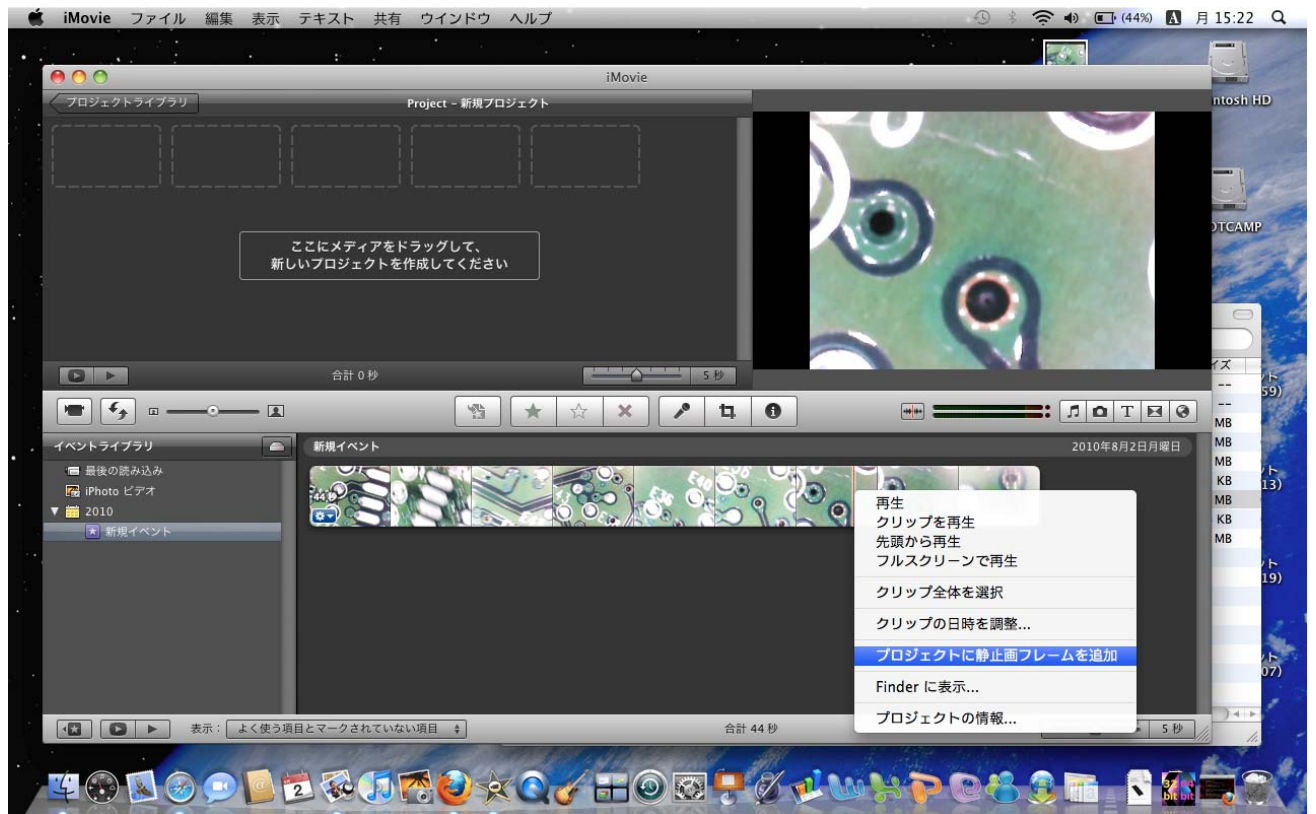 iMovie ファイル 編集 表示 テキスト 共有 ウインドウ ヘルプ (44%) A 月 15:22
iMovie
プロジェクトライブラリ Project – 新規プロジェクト
ntosh HD
ここにメディアをドラッグして、
新しいプロジェクトを作成してください
OTCAMP
合計 0 秒 5 秒
イズ
--
59)
--
MB
イベントライブラリ 新規イベント 2010年8月2日月曜日
MB
最後の読み込み
MB
iPhoto ビデオ
KB
13)
44秒
2010
MB
新規イベント
KB
MB
再生
クリップを再生
先頭から再生
フルスクリーンで再生
19)
クリップ全体を選択
クリップの日時を調整...
プロジェクトに静止画フレームを追加
07)
Finder に表示...
プロジェクトの情報...
表示： よく使う項目とマークされていない項目 合計 44 秒 5 秒
2
bit bit